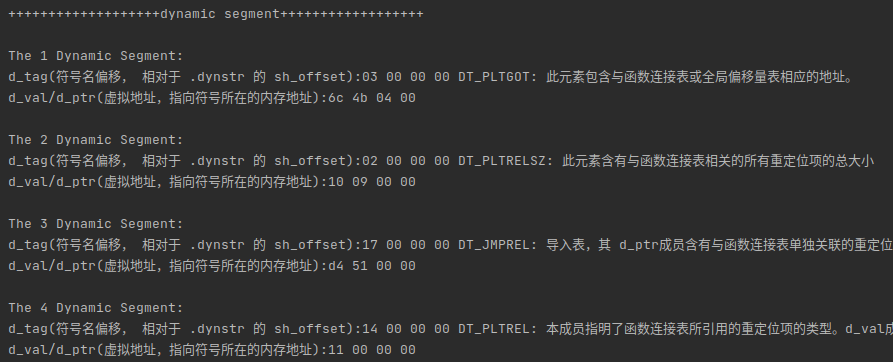 +++++++++++++++++++dynamic segment++++++++++++++++++
The 1 Dynamic Segment:
d_tag(符号名偏移， 相对于 .dynstr 的 sh_offset):03 00 00 00 DT_PLTGOT: 此元素包含与函数连接表或全局偏移量表相应的地址。
d_val/d_ptr(虚拟地址，指向符号所在的内存地址):6c 4b 04 00
The 2 Dynamic Segment:
d_tag(符号名偏移， 相对于 .dynstr 的 sh_offset):02 00 00 00 DT_PLTRELSZ: 此元素含有与函数连接表相关的所有重定位项的总大小
d_val/d_ptr(虚拟地址，指向符号所在的内存地址):10 09 00 00
The 3 Dynamic Segment:
d_tag(符号名偏移， 相对于 .dynstr 的 sh_offset):17 00 00 00 DT_JMPREL: 导入表，其 d_ptr成员含有与函数连接表单独关联的重定位
d_val/d_ptr(虚拟地址，指向符号所在的内存地址):d4 51 00 00
The 4 Dynamic Segment:
d_tag(符号名偏移， 相对于 .dynstr 的 sh_offset):14 00 00 00 DT_PLTREL: 本成员指明了函数连接表所引用的重定位项的类型。d_val成
d_val/d_ptr(虚拟地址，指向符号所在的内存地址):11 00 00 00